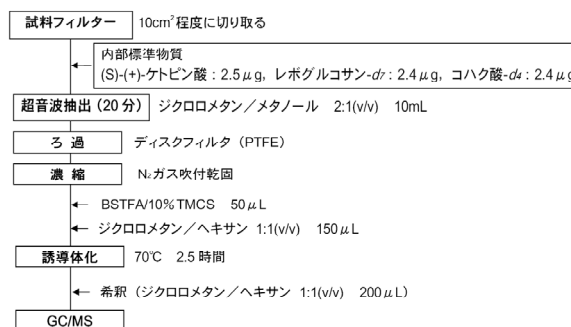 試料フィルター 10cm²程度に切り取る
内部標準物質
(S)-(+)-ケトピン酸：2.5μg, レボグルコサン-d7：2.4μg, コハク酸-d4：2.4μg
超音波抽出（20分） ジクロロメタン／メタノール 2:1(v/v) 10mL
ろ 過 ディスクフィルタ（PTFE）
濃 縮 N₂ガス吹付乾固
BSTFA/10%TMCS 50μL
ジクロロメタン／ヘキサン 1:1(v/v) 150μL
誘導体化 70℃ 2.5時間
希釈（ジクロロメタン／ヘキサン 1:1(v/v) 200μL）
GC/MS